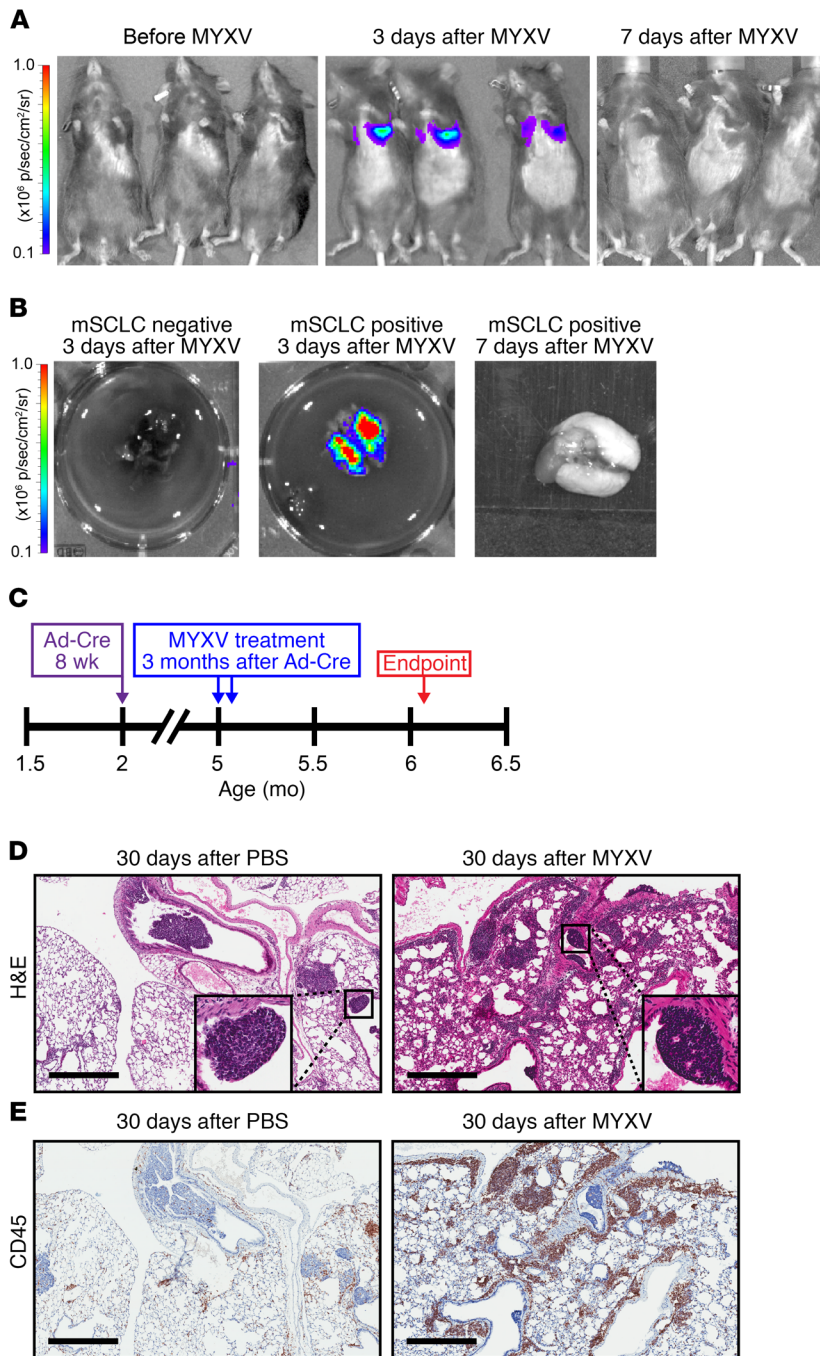 A
Before MYXV
3 days after MYXV
7 days after MYXV
1.0
(x10⁶ p/sec/cm²/sr)
0.1
B
mSCLC negative
3 days after MYXV
mSCLC positive
3 days after MYXV
mSCLC positive
7 days after MYXV
1.0
(x10⁶ p/sec/cm²/sr)
0.1
C
Ad-Cre
8 wk
MYXV treatment
3 months after Ad-Cre
Endpoint
1.5 2 5 5.5 6 6.5
Age (mo)
D
30 days after PBS
30 days after MYXV
H&E
E
30 days after PBS
30 days after MYXV
CD45